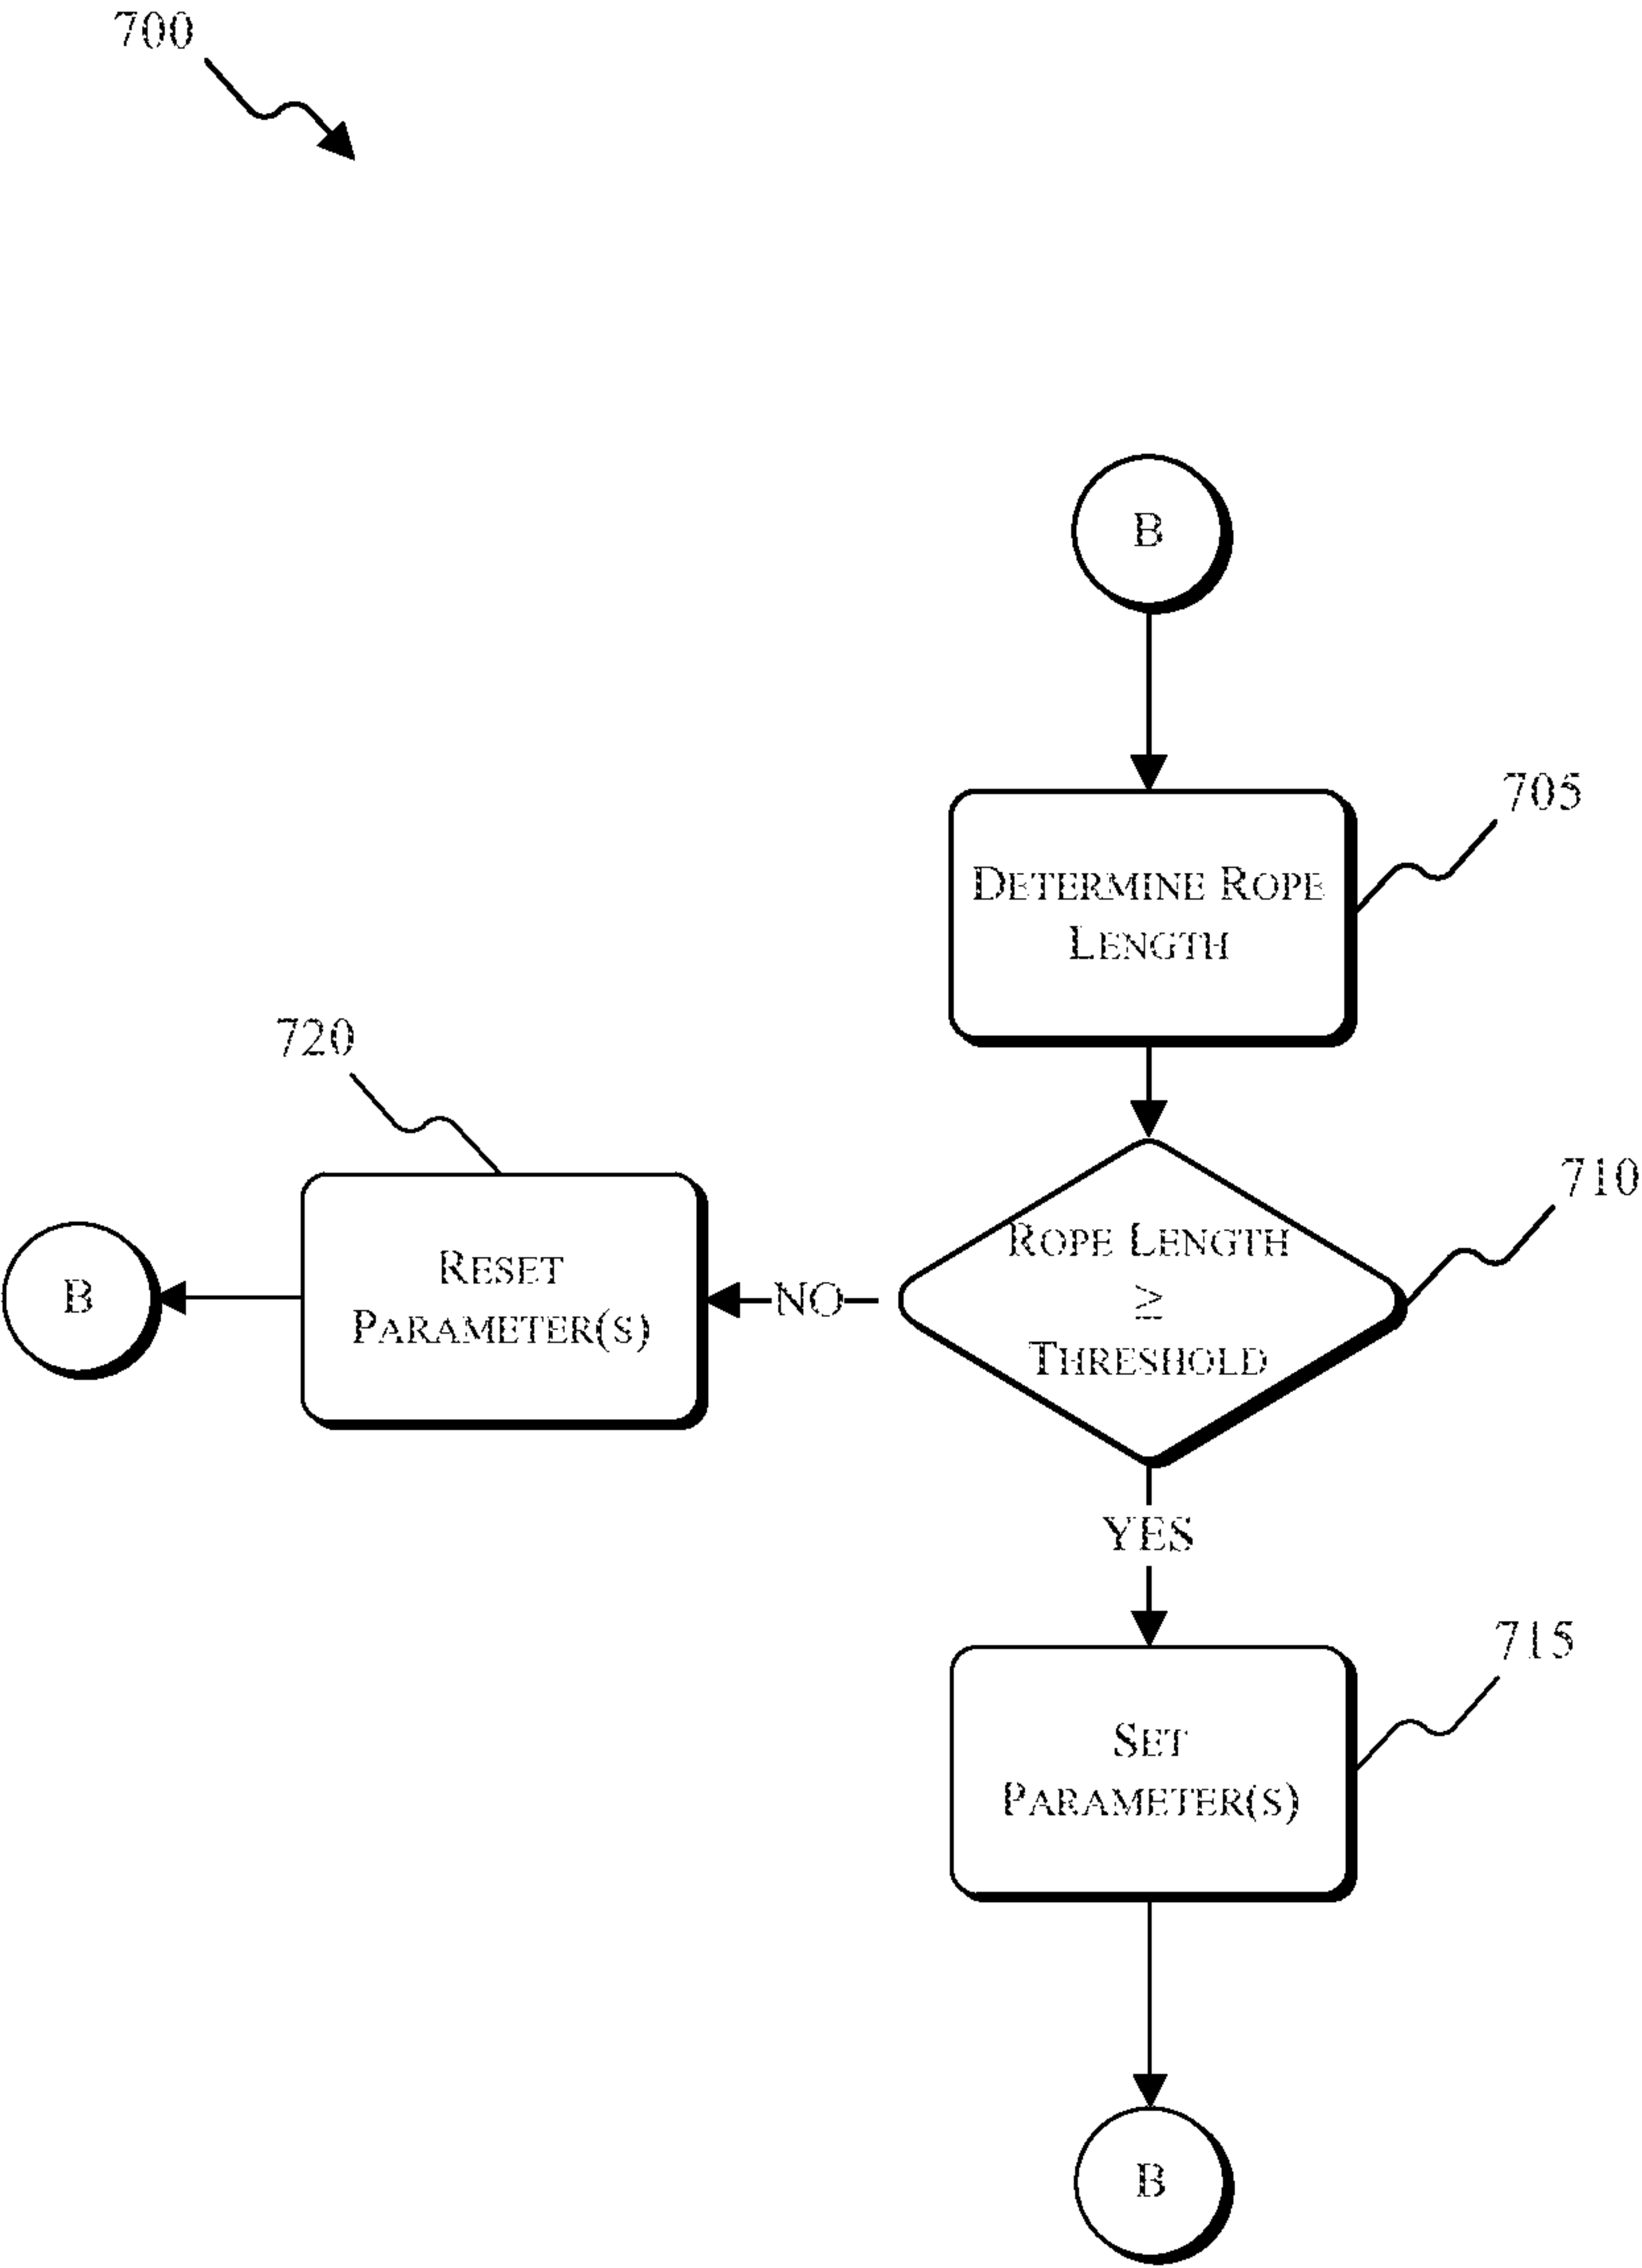 700
B
705
DETERMINE ROPE
LENGTH
720
710
ROPE LENGTH
≥
THRESHOLD
RESET
PARAMETER(S)
B
NO
YES
715
SET
PARAMETER(S)
B